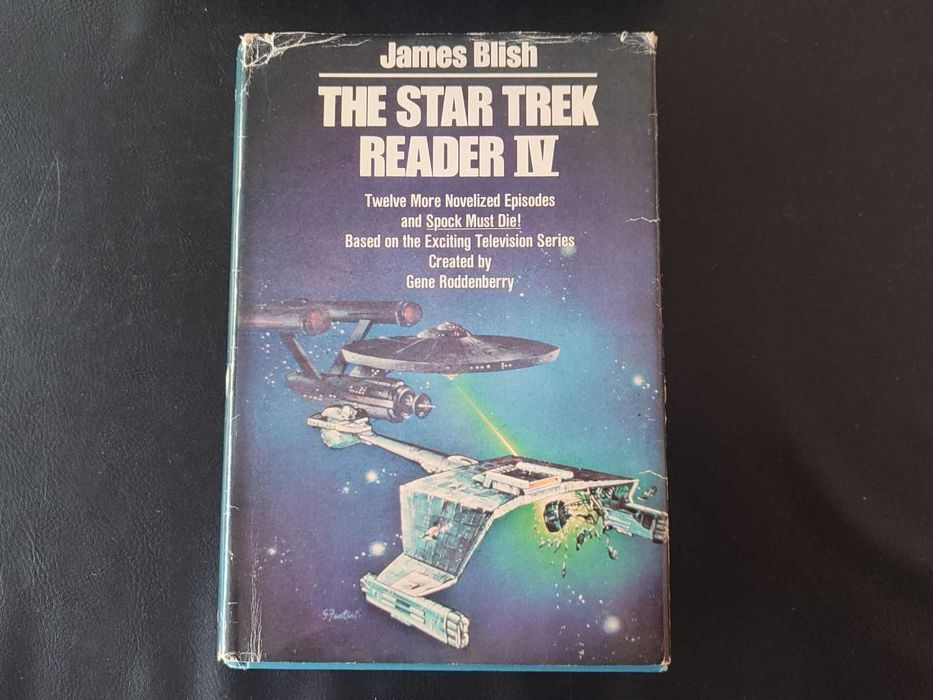 James Blish
THE STAR TREK
READER IV
Twelve More Novelized Episodes
and Spock Must Die!
Based on the Exciting Television Series
Created by
Gene Roddenberry